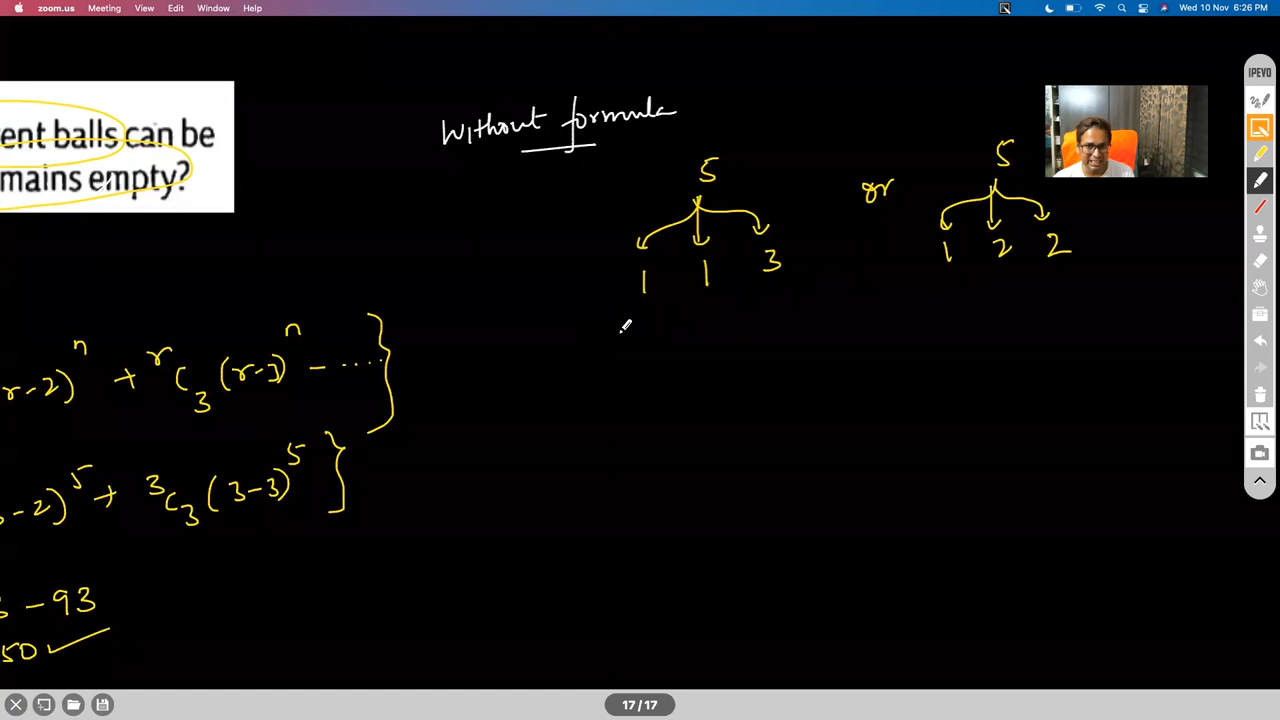 zoom.us Meeting View Edit Window Help Wed 10 Nov 6:26 PM
IPEVO
ent balls can be
mains empty?
Without formula
5 or 5
1 1 3 1 2 2
r-2)^n + ^rC_3 (r-3)^n - ....}
-2)^5 + ^3C_3 (3-3)^5 }
- 93
50 ✓
17 / 17